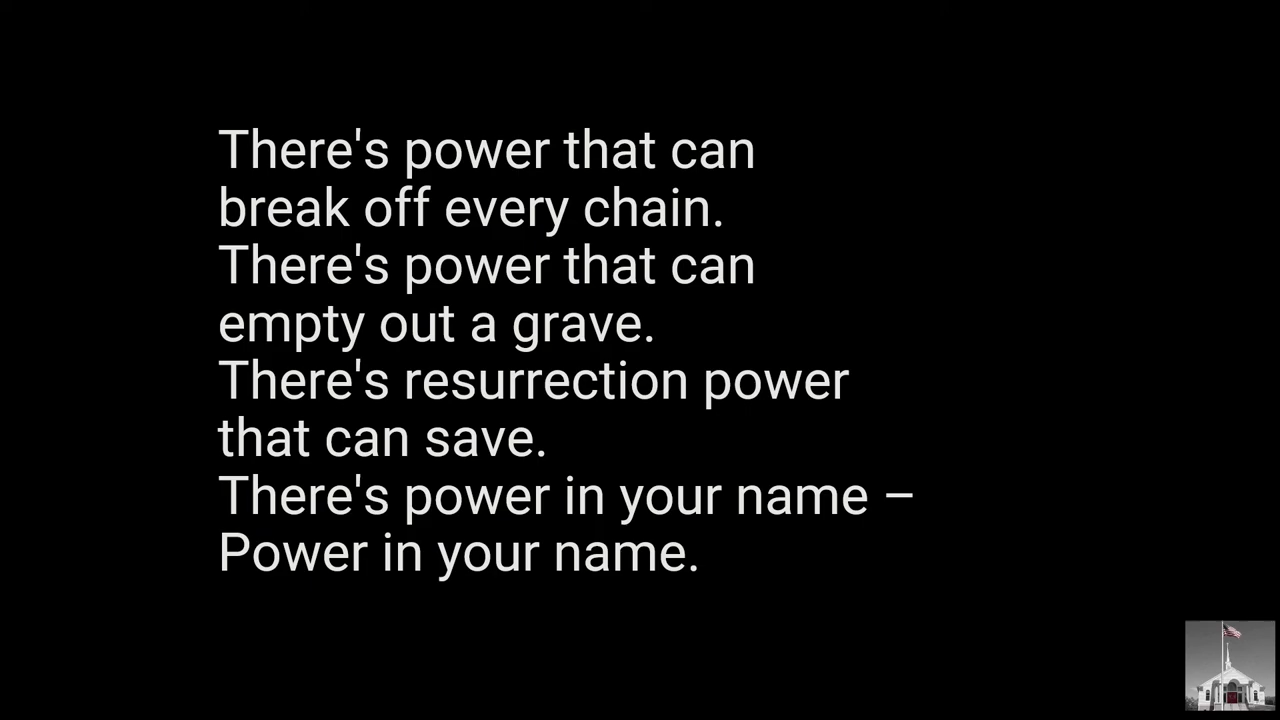 There's power that can
break off every chain.
There's power that can
empty out a grave.
There's resurrection power
that can save.
There's power in your name –
Power in your name.